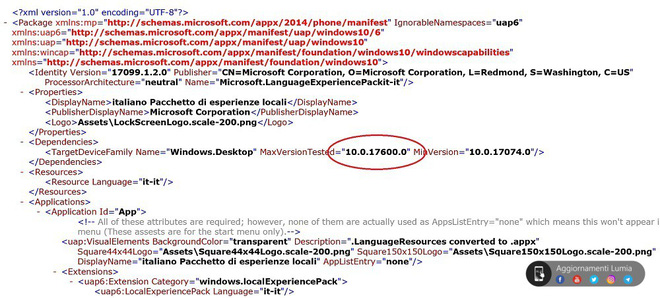 <?xml version="1.0" encoding="UTF-8"?>
- <Package xmlns:mp="http://schemas.microsoft.com/appx/2014/phone/manifest" IgnorableNamespaces="uap6"
xmlns:uap6="http://schemas.microsoft.com/appx/manifest/uap/windows10/6"
xmlns:uap="http://schemas.microsoft.com/appx/manifest/uap/windows10"
xmlns:wincap="http://schemas.microsoft.com/appx/manifest/foundation/windows10/windowscapabilities"
xmlns="http://schemas.microsoft.com/appx/manifest/foundation/windows10">
<Identity Version="17099.1.2.0" Publisher="CN=Microsoft Corporation, O=Microsoft Corporation, L=Redmond, S=Washington, C=US"
ProcessorArchitecture="neutral" Name="Microsoft.LanguageExperiencePackit-it"/>
- <Properties>
<DisplayName>italiano Pacchetto di esperienze locali</DisplayName>
<PublisherDisplayName>Microsoft Corporation</PublisherDisplayName>
<Logo>Assets\LockScreenLogo.scale-200.png</Logo>
</Properties>
- <Dependencies>
<TargetDeviceFamily Name="Windows.Desktop" MaxVersionTested="10.0.17600.0" MinVersion="10.0.17074.0"/>
</Dependencies>
- <Resources>
<Resource Language="it-it"/>
</Resources>
- <Applications>
- <Application Id="App">
<!-- All of these attributes are required; however, none of them are actually used as AppsListEntry="none" which means this won't appear i
menu (These assests are for the start menu only).-->
<uap:VisualElements BackgroundColor="transparent" Description=".LanguageResources converted to .appx"
Square44x44Logo="Assets\Square44x44Logo.scale-200.png" Square150x150Logo="Assets\Square150x150Logo.scale-200.png"
DisplayName="italiano Pacchetto di esperienze locali" AppListEntry="none"/>
- <Extensions>
- <uap6:Extension Category="windows.localExperiencePack">
<uap6:LocalExperiencePack Language="it-it"/>
Aggiornamenti Lumia